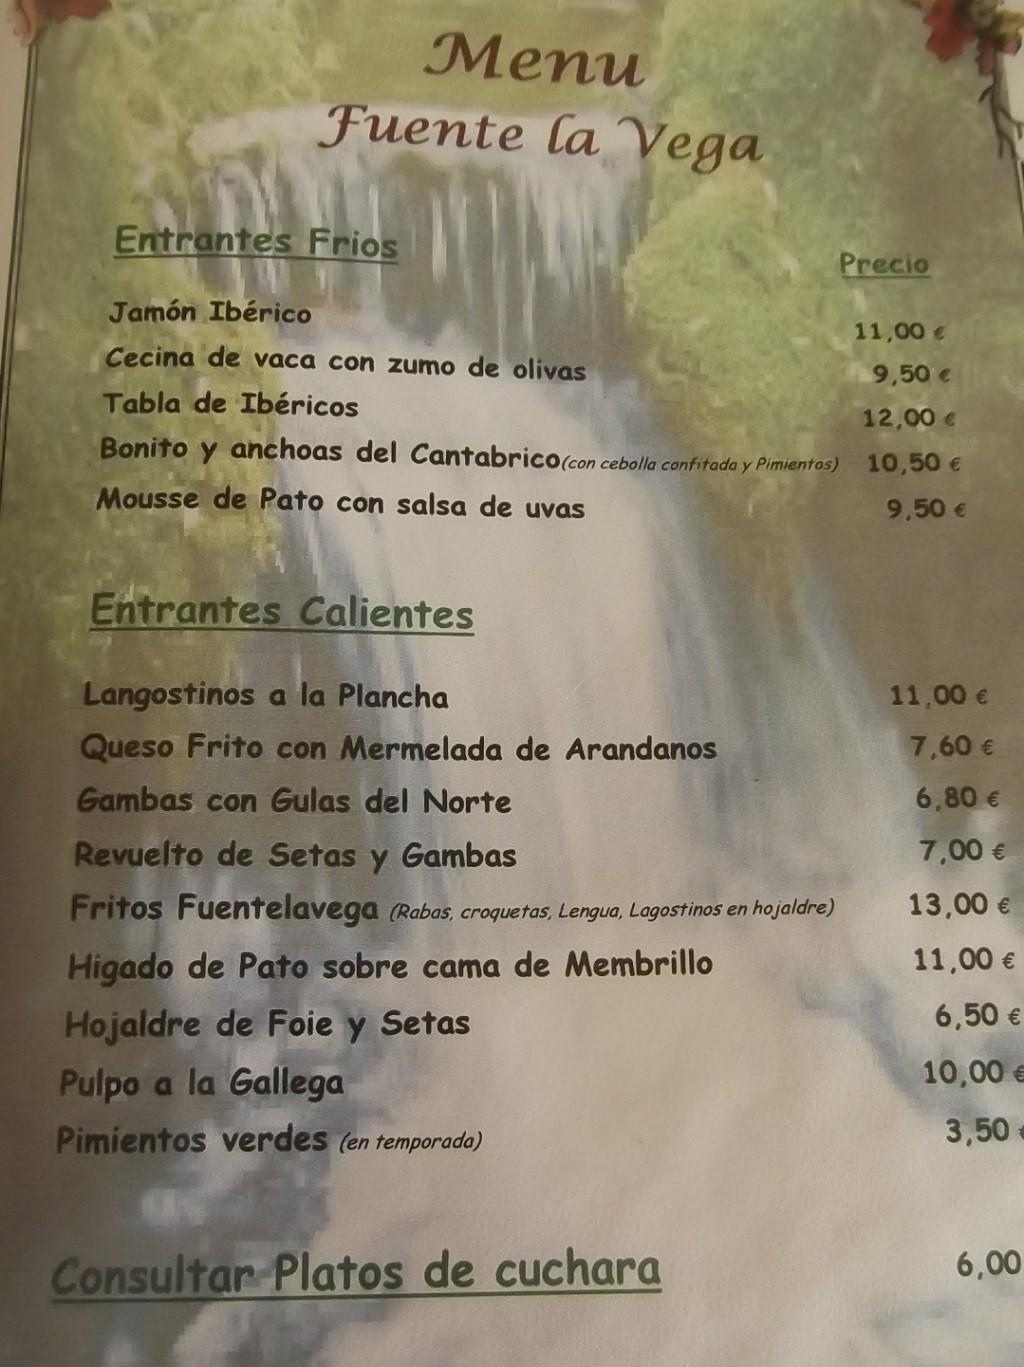 Menu
Fuente la Vega
Entrantes Frios
Precio
Jamón Ibérico 11,00 €
Cecina de vaca con zumo de olivas 9,50 €
Tabla de Ibéricos 12,00 €
Bonito y anchoas del Cantabrico (con cebolla confitada y Pimientos) 10,50 €
Mousse de Pato con salsa de uvas 9,50 €
Entrantes Calientes
Langostinos a la Plancha 11,00 €
Queso Frito con Mermelada de Arandanos 7,60 €
Gambas con Gulas del Norte 6,80 €
Revuelto de Setas y Gambas 7,00 €
Fritos Fuentelavega (Rabas, croquetas, Lengua, Lagostinos en hojaldre) 13,00 €
Higado de Pato sobre cama de Membrillo 11,00 €
Hojaldre de Foie y Setas 6,50 €
Pulpo a la Gallega 10,00 €
Pimientos verdes (en temporada) 3,50 €
Consultar Platos de cuchara 6,00